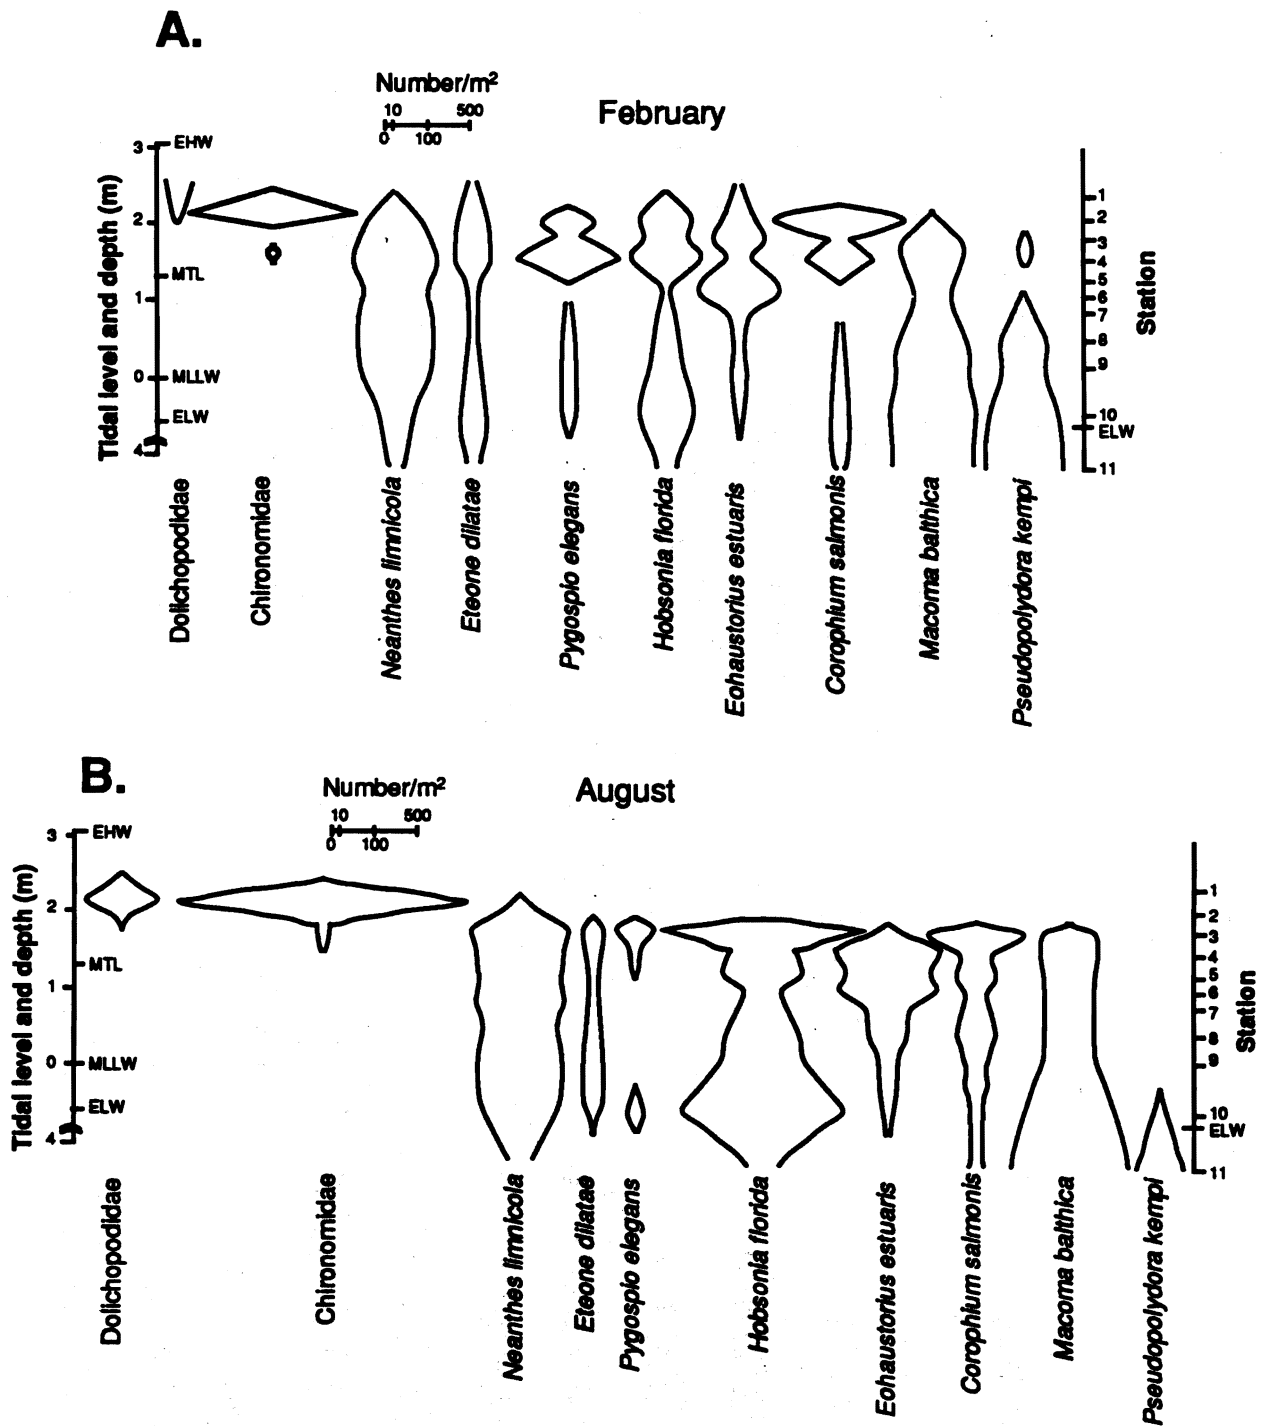 A.
Number/m²
February
10 500
0 100
3 EHW
2
MTL
1
0 MLLW
ELW
4
Tidal level and depth (m)
1
2
3
4
5
6
7
8
9
10
ELW
11
Station
Dolichopodidae
Chironomidae
Neanthes limnicola
Eteone dilatae
Pygospio elegans
Hobsonia florida
Eohaustorius estuaris
Corophium salmonis
Macoma balthica
Pseudopolydora kempi
B.
Number/m²
August
10 500
0 100
3 EHW
2
MTL
1
0 MLLW
ELW
4
Tidal level and depth (m)
1
2
3
4
5
6
7
8
9
10
ELW
11
Station
Dolichopodidae
Chironomidae
Neanthes limnicola
Eteone dilatae
Pygospio elegans
Hobsonia florida
Eohaustorius estuaris
Corophium salmonis
Macoma balthica
Pseudopolydora kempi